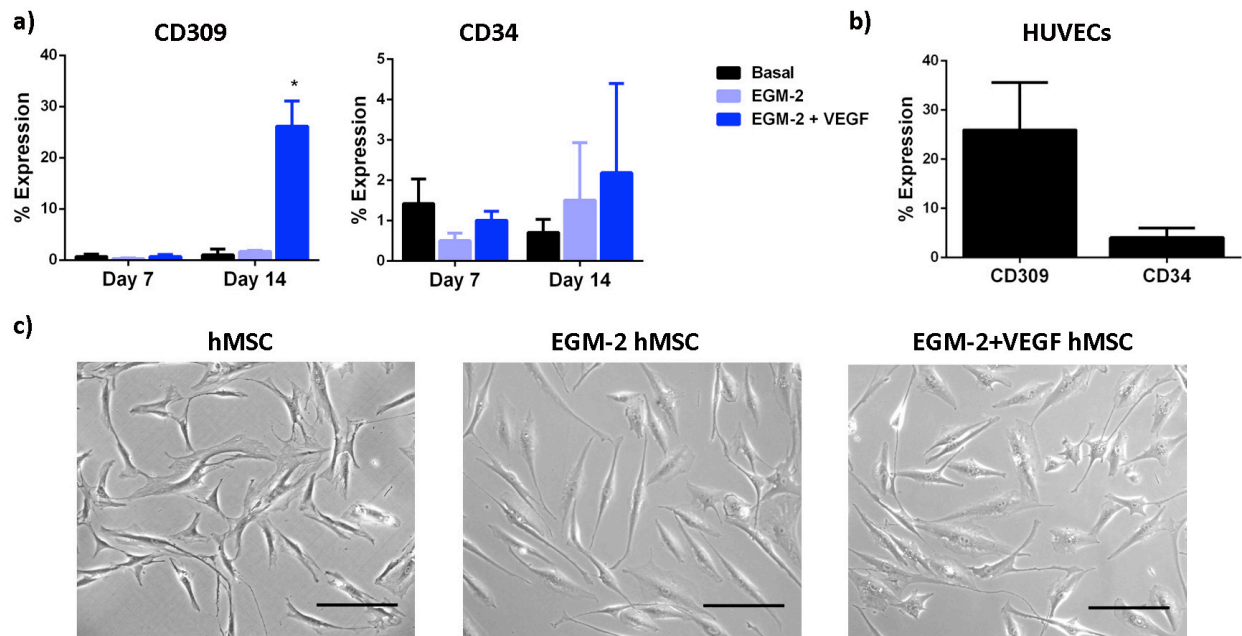 a)
CD309
% Expression
40
30
20
10
0
Day 7
Day 14
*
CD34
% Expression
5
4
3
2
1
0
Day 7
Day 14
Basal
EGM-2
EGM-2 + VEGF
b)
HUVECs
% Expression
40
30
20
10
0
CD309
CD34
c)
hMSC
EGM-2 hMSC
EGM-2+VEGF hMSC